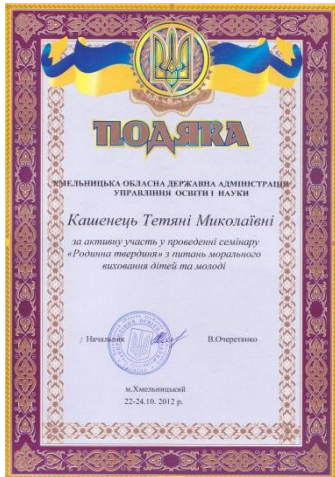 ПОДЯКА
ХМЕЛЬНИЦЬКА ОБЛАСНА ДЕРЖАВНА АДМІНІСТРАЦІЯ
УПРАВЛІННЯ ОСВІТИ І НАУКИ
Кашенець Тетяні Миколаївні
за активну участь у проведенні семінару
«Родинна твердиня» з питань морального
виховання дітей та молоді
Начальник В.Очеретянко
м.Хмельницький
22-24.10. 2012 р.